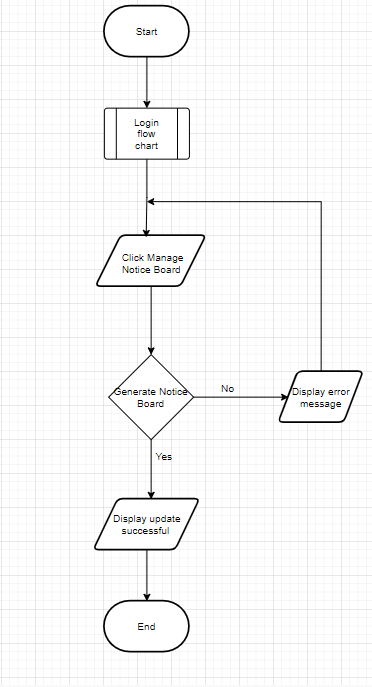 Start
Login
flow
chart
Click Manage
Notice Board
Generate Notice
Board
No
Display error
message
Yes
Display update
successful
End